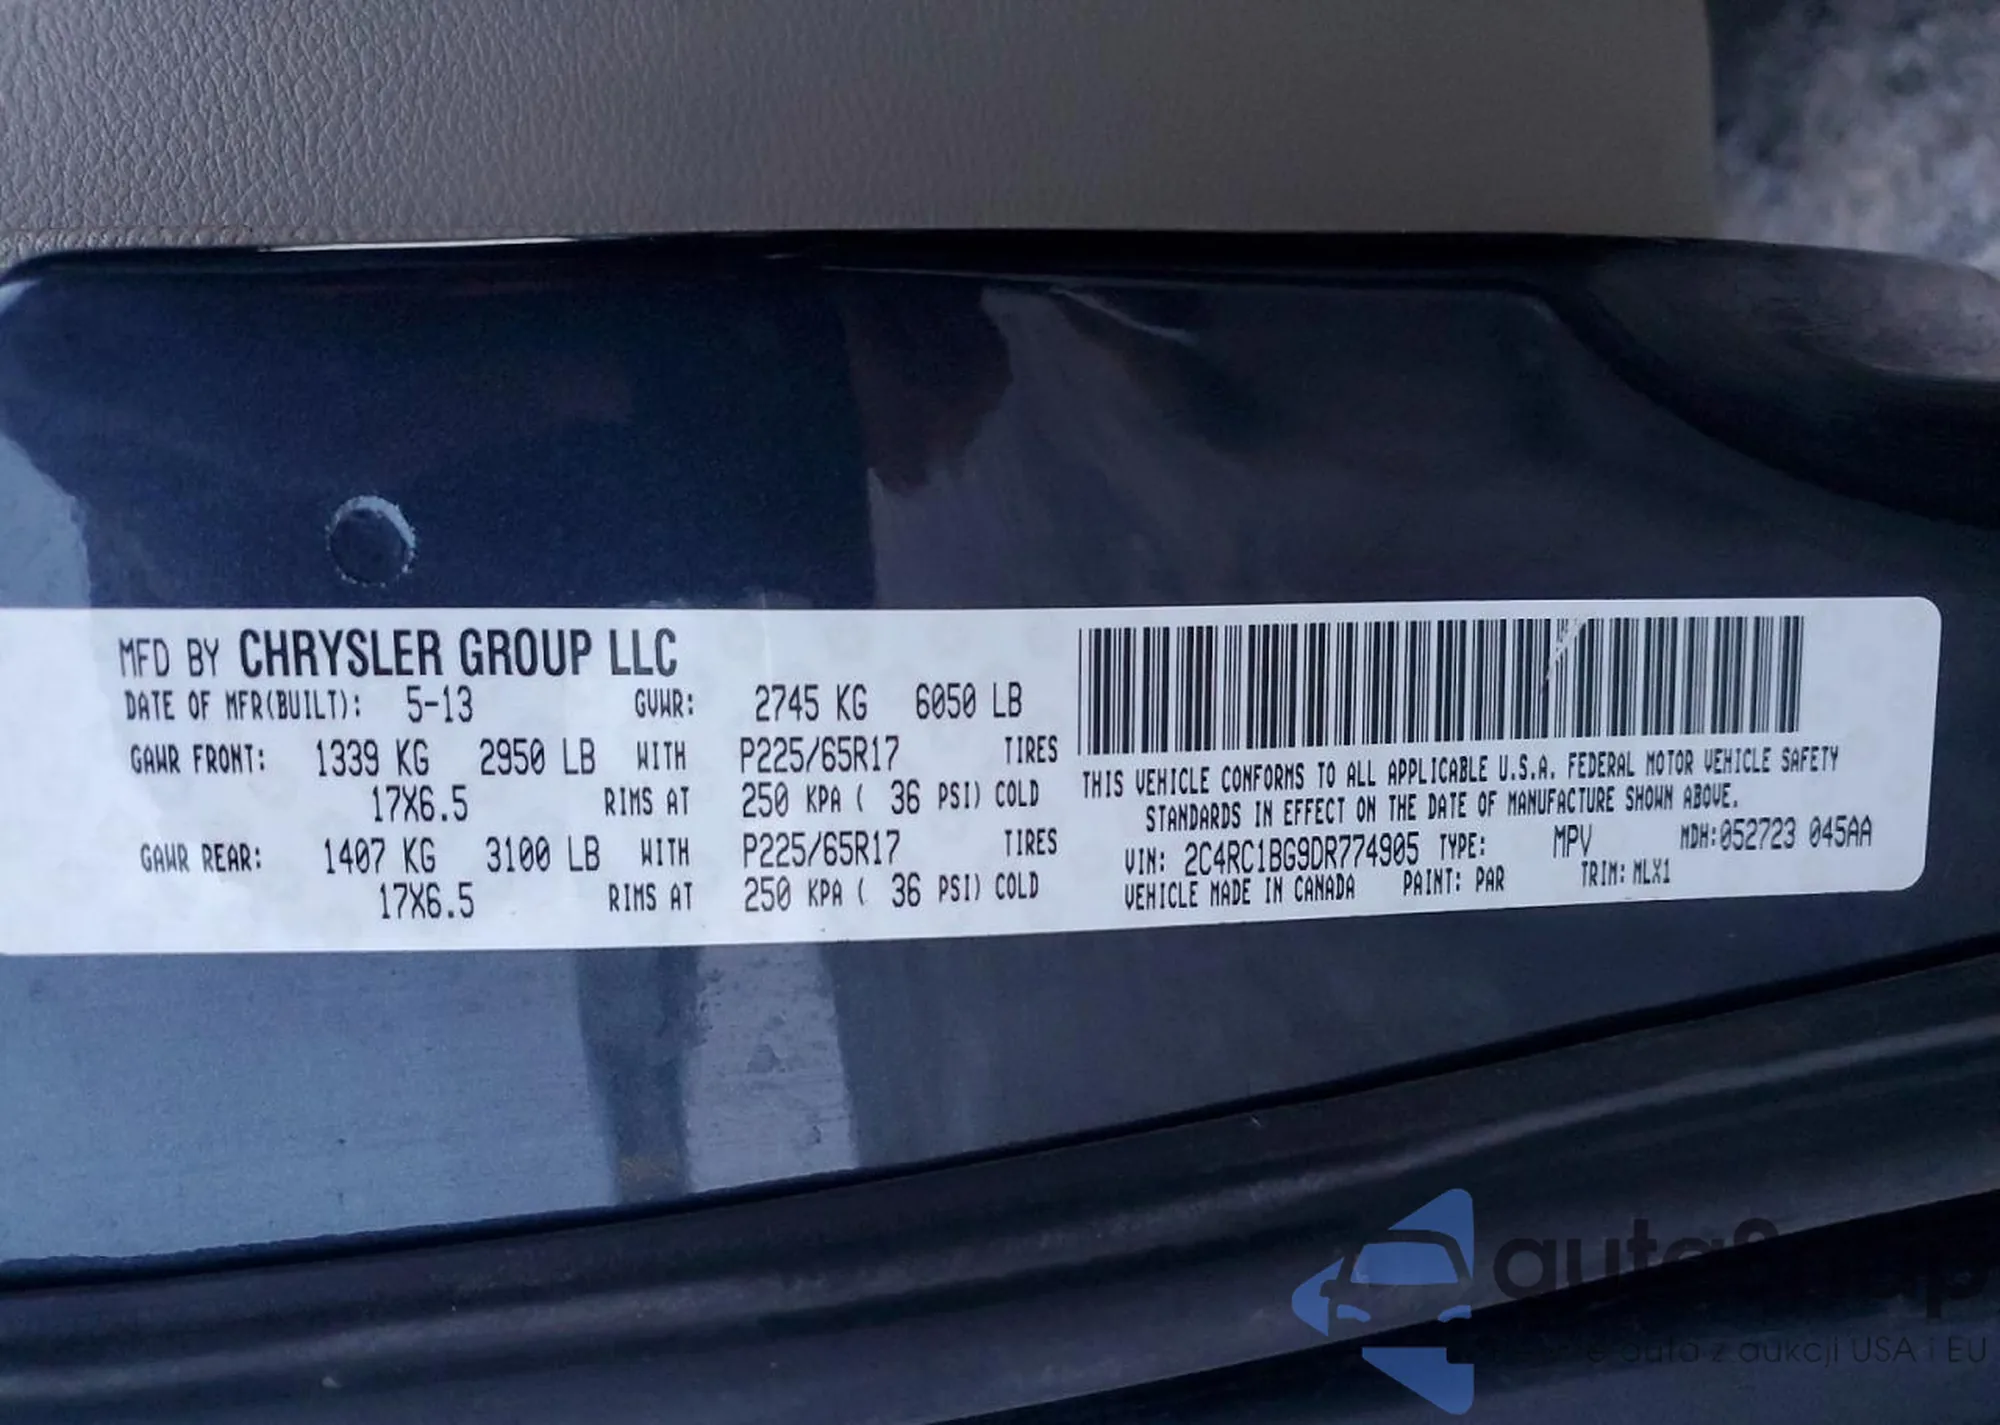 MFD BY CHRYSLER GROUP LLC
DATE OF MFR(BUILT): 5-13 GVWR: 2745 KG 6050 LB
GAWR FRONT: 1339 KG 2950 LB WITH P225/65R17 TIRES
17X6.5 RIMS AT 250 KPA ( 36 PSI) COLD
GAWR REAR: 1407 KG 3100 LB WITH P225/65R17 TIRES
17X6.5 RIMS AT 250 KPA ( 36 PSI) COLD
THIS VEHICLE CONFORMS TO ALL APPLICABLE U.S.A. FEDERAL MOTOR VEHICLE SAFETY
STANDARDS IN EFFECT ON THE DATE OF MANUFACTURE SHOWN ABOVE.
VIN: 2C4RC1BG9DR774905 TYPE: MPV MDH:052723 045AA
VEHICLE MADE IN CANADA PAINT: PAR TRIM: MLX1
auta z aukcji USA i EU